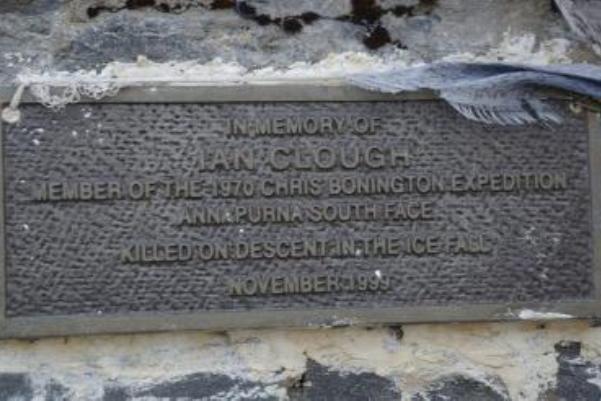 IN MEMORY OF
IAN CLOUGH
MEMBER OF THE 1970 CHRIS BONINGTON EXPEDITION
ANNAPURNA SOUTH FACE
KILLED ON DESCENT IN THE ICE FALL
NOVEMBER 1999